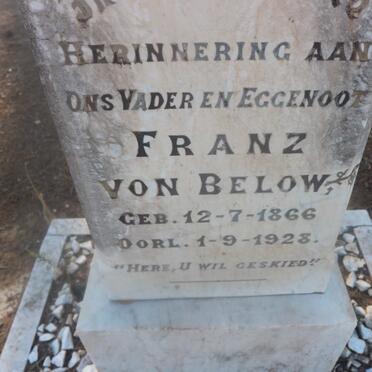 HERINNERING AAN
ONS VADER EN EGGENOOT
FRANZ
VON BELOW,
GEB. 12-7-1866
OORL. 1-9-1928.
"HERE, U WIL GESKIED!"